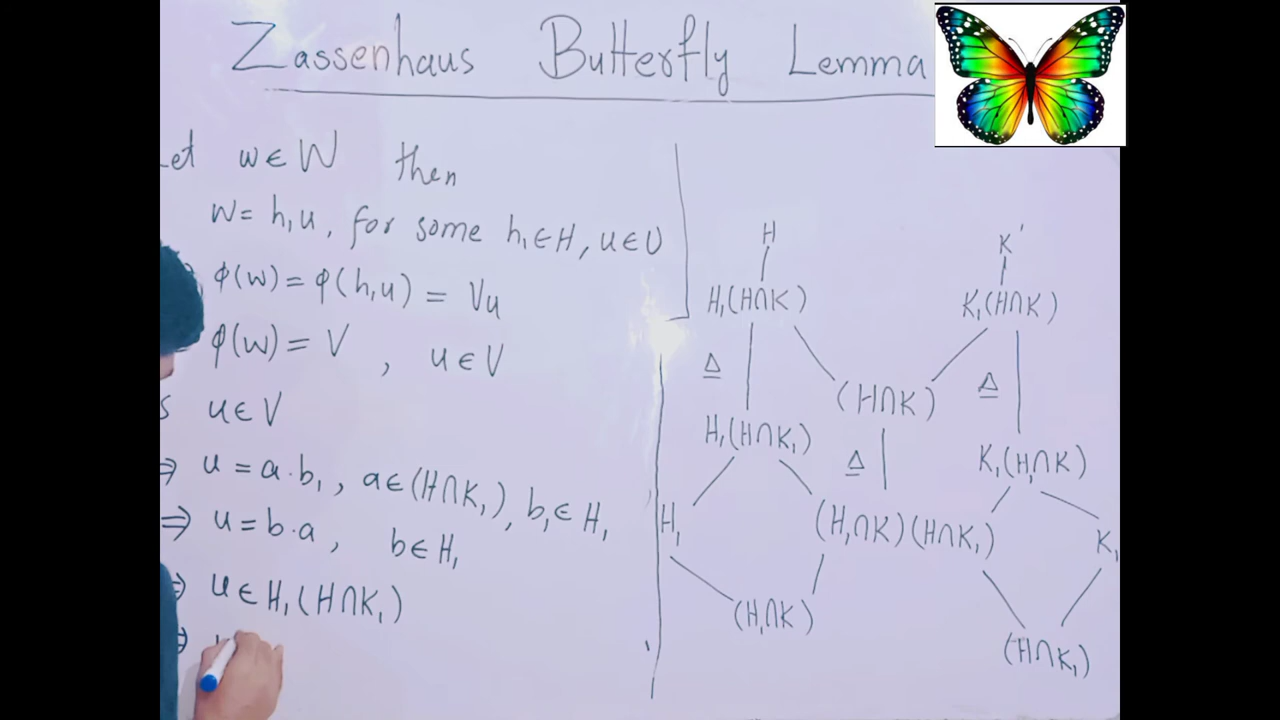 Zassenhaus Butterfly Lemma
Let w∈W then
W = h₁u, for some h₁∈H, u∈U
ϕ(w) = ϕ(h₁u) = Vu
ϕ(w) = V , u∈V
u∈V
⇒ u = a·b₁, a∈(H∩K₁), b₁∈H₁
⇒ u = b·a, b∈H₁
⇒ u∈H₁(H∩K₁)
⇒
H
K'
H₁(H∩K)
K₁(H∩K)
Δ
Δ
(H∩K)
H₁(H∩K₁)
Δ
K₁(H₁∩K)
H₁
(H₁∩K)(H∩K₁)
K₁
(H₁∩K)
(H∩K₁)